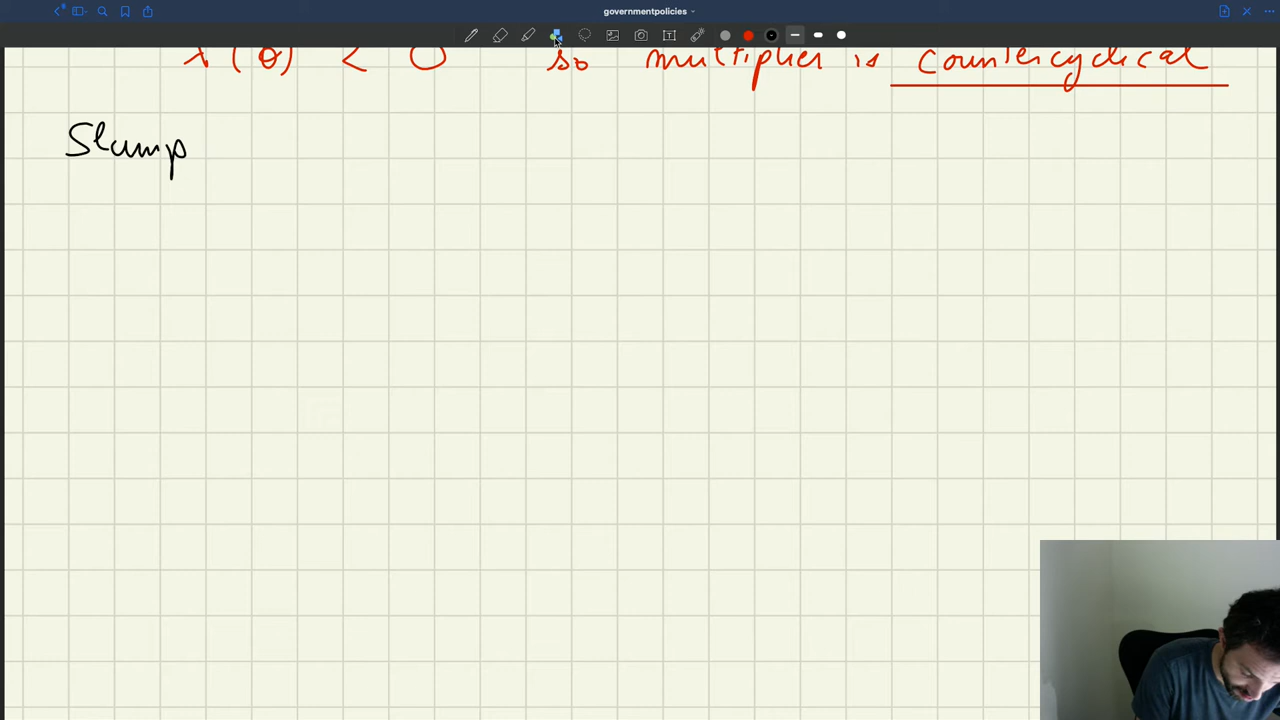 governmentpolicies
λ'(θ) < 0 so multiplier is countercyclical
Slump